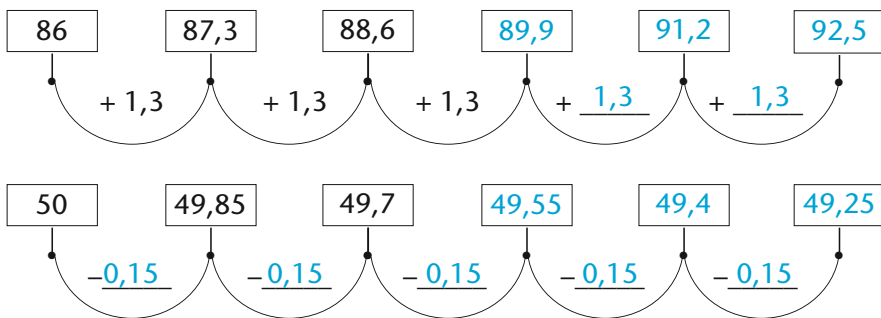 86 87,3 88,6 89,9 91,2 92,5
+ 1,3 + 1,3 + 1,3 + 1,3 + 1,3
50 49,85 49,7 49,55 49,4 49,25
–0,15 –0,15 –0,15 –0,15 –0,15